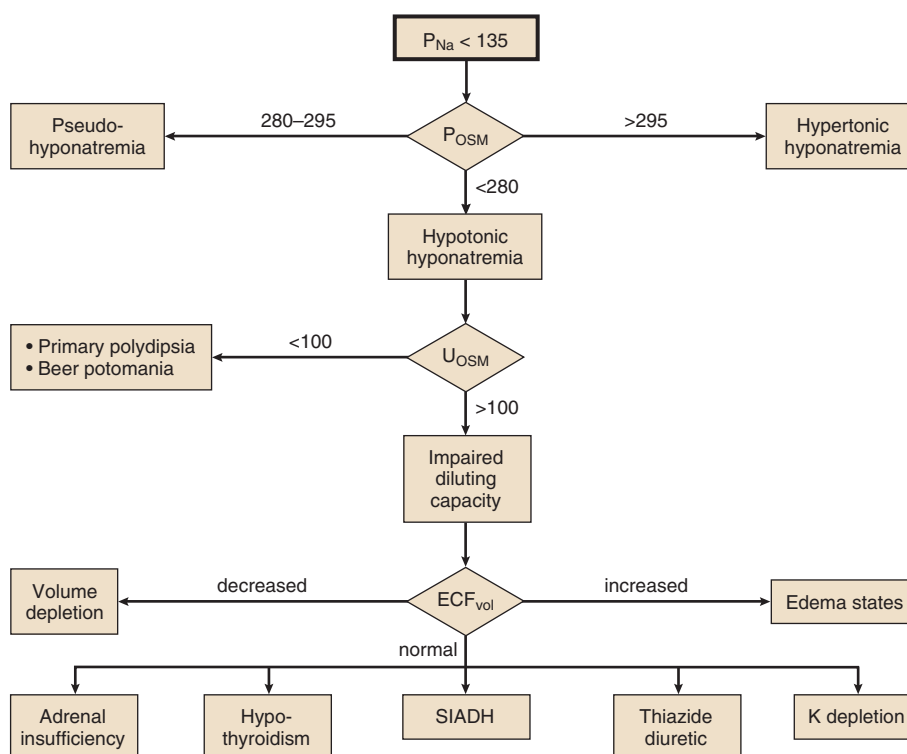 P_Na < 135
280–295
P_OSM
>295
Pseudo-
hyponatremia
Hypertonic
hyponatremia
<280
Hypotonic
hyponatremia
• Primary polydipsia
• Beer potomania
<100
U_OSM
>100
Impaired
diluting
capacity
Volume
depletion
decreased
ECF_vol
increased
Edema states
normal
Adrenal
insufficiency
Hypo-
thyroidism
SIADH
Thiazide
diuretic
K depletion